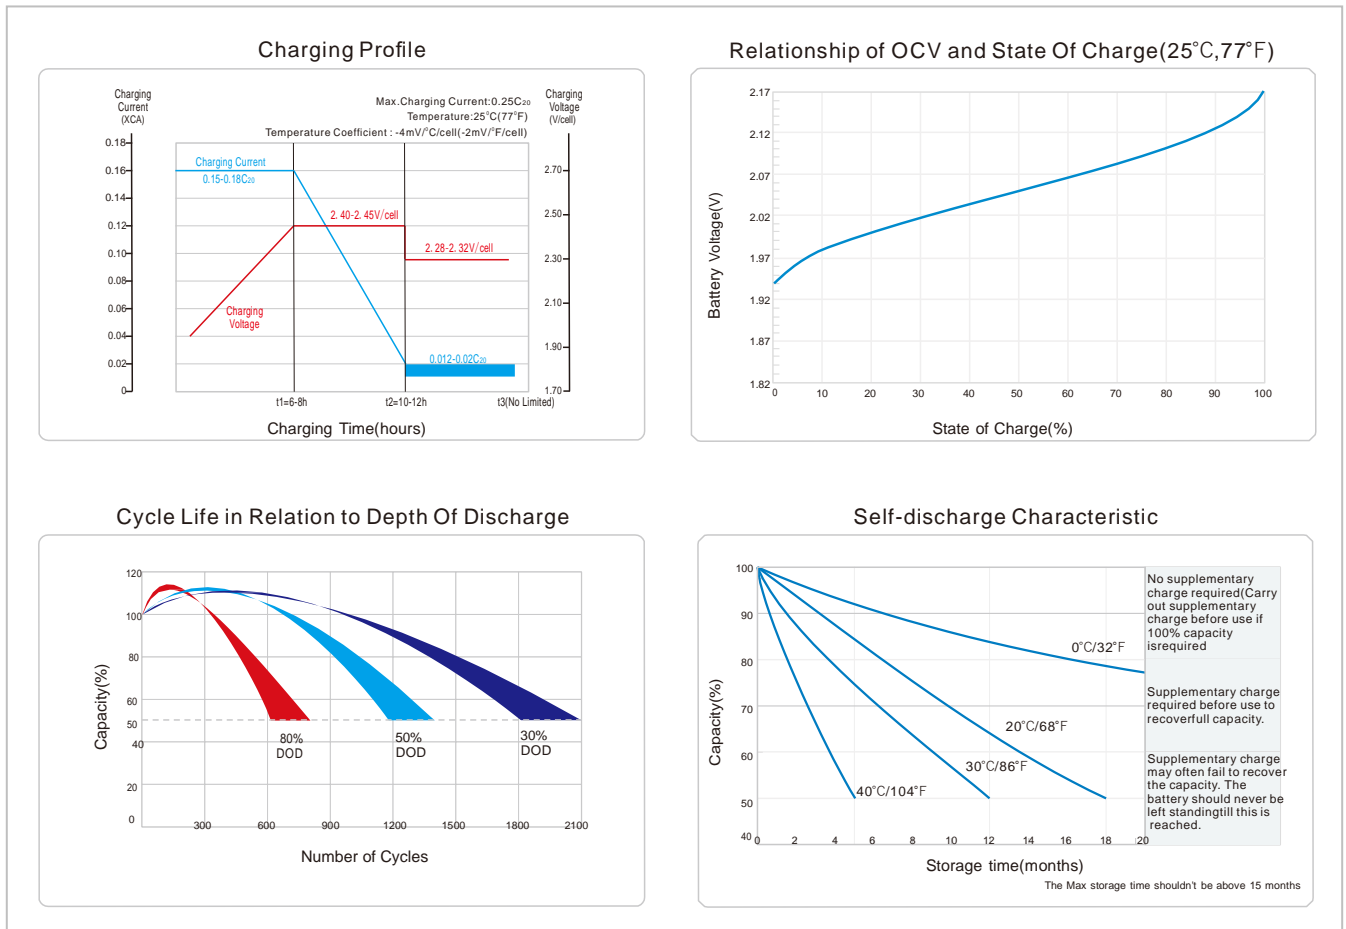 Charging Profile
Charging
Current
(XCA)
Max.Charging Current:0.25C20
Temperature:25°C(77°F)
Temperature Coefficient : -4mV/°C/cell(-2mV/°F/cell)
Charging
Voltage
(V/cell)
0.18
0.16
0.14
0.12
0.10
0.08
0.06
0.04
0.02
0
Charging Current
0.15-0.18C20
2. 40-2. 45V/cell
2. 28-2. 32V/cell
Charging
Voltage
0.012-0.02C20
2.70
2.50
2.30
2.10
1.90
1.70
t1=6-8h
t2=10-12h
t3(No Limited)
Charging Time(hours)
Relationship of OCV and State Of Charge(25°C,77°F)
Battery Voltage(V)
2.17
2.12
2.07
2.02
1.97
1.92
1.87
1.82
0 10 20 30 40 50 60 70 80 90 100
State of Charge(%)
Cycle Life in Relation to Depth Of Discharge
Capacity(%)
120
100
80
60
50
40
20
0
80%
DOD
50%
DOD
30%
DOD
300 600 900 1200 1500 1800 2100
Number of Cycles
Self-discharge Characteristic
Capacity(%)
100
90
80
70
60
50
40
0°C/32°F
20°C/68°F
30°C/86°F
40°C/104°F
No supplementary
charge required(Carry
out supplementary
charge before use if
100% capacity
isrequired
Supplementary charge
required before use to
recoverfull capacity.
Supplementary charge
may often fail to recover
the capacity. The
battery should never be
left standingtill this is
reached.
0 2 4 6 8 10 12 14 16 18 20
Storage time(months)
The Max storage time shouldn't be above 15 months